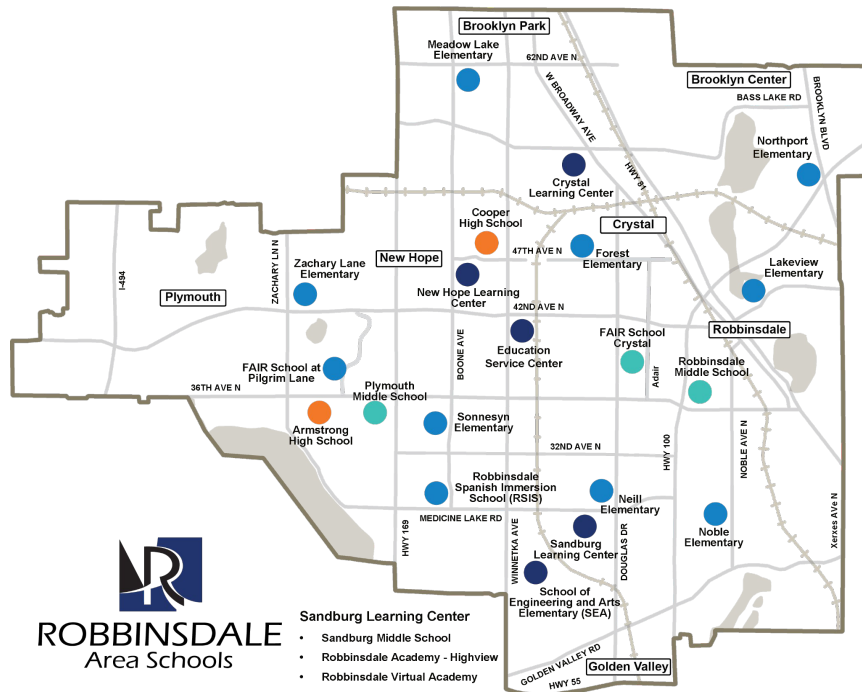 Brooklyn Park
Meadow Lake
Elementary
62ND AVE N
W BROADWAY AVE
Brooklyn Center
BASS LAKE RD
BROOKLYN BLVD
Northport
Elementary
HWY 81
Crystal
Learning Center
Cooper
High School
Crystal
47TH AVE N
Forest
Elementary
Zachary Lane
Elementary
ZACHARY LN N
New Hope
I-494
Plymouth
New Hope Learning
Center
Lakeview
Elementary
42ND AVE N
Robbinsdale
Education
Service Center
BOONE AVE
FAIR School
Crystal
Adair
Robbinsdale
Middle School
FAIR School at
Pilgrim Lane
36TH AVE N
Plymouth
Middle School
Armstrong
High School
Sonnesyn
Elementary
32ND AVE N
HWY 100
NOBLE AVE N
Robbinsdale
Spanish Immersion
School (RSIS)
Neill
Elementary
MEDICINE LAKE RD
HWY 169
WINNETKA AVE
Sandburg
Learning Center
DOUGLAS DR
Noble
Elementary
Xerxes AVe N
School of
Engineering and Arts
Elementary (SEA)
GOLDEN VALLEY RD
HWY 55
Golden Valley
R
ROBBINSDALE
Area Schools
Sandburg Learning Center
• Sandburg Middle School
• Robbinsdale Academy - Highview
• Robbinsdale Virtual Academy